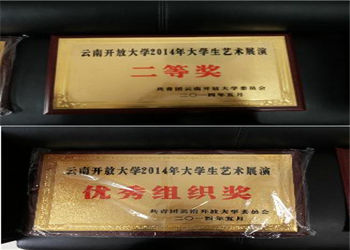 云南开放大学2014年大学生艺术展演
二等奖
共青团云南开放大学委员会
二〇一四年五月
云南开放大学2014年大学生艺术展演
优秀组织奖
共青团云南开放大学委员会
二〇一四年五月